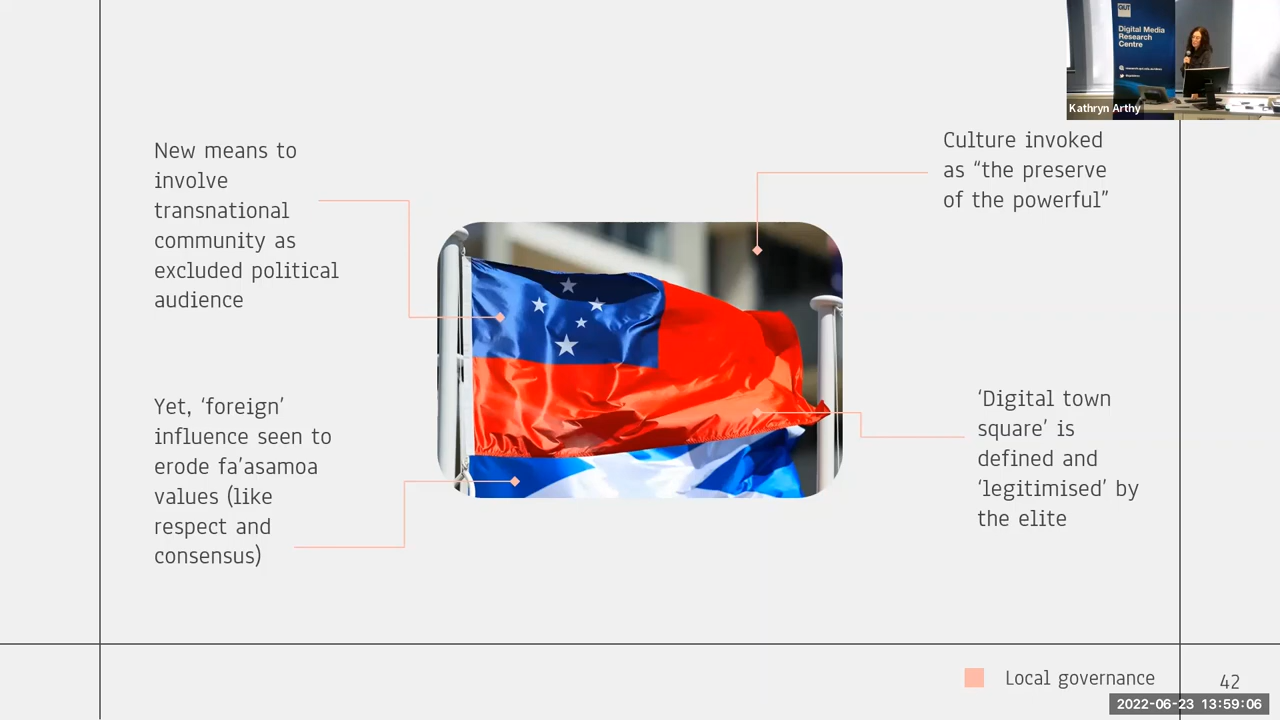 New means to
involve
transnational
community as
excluded political
audience
Yet, ‘foreign’
influence seen to
erode fa’asamoa
values (like
respect and
consensus)
Culture invoked
as “the preserve
of the powerful”
‘Digital town
square’ is
defined and
‘legitimised’ by
the elite
Local governance
42
2022-06-23 13:59:06
QUT
Digital Media
Research
Centre
Kathryn Arthy